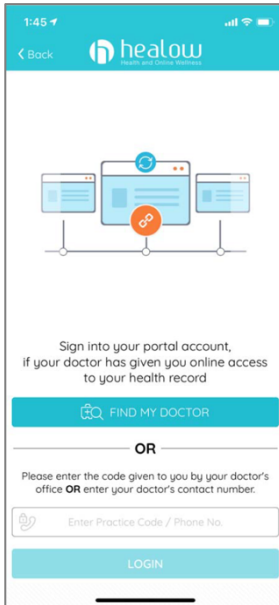 1:45
Back
healow
Health and Online Wellness
Sign into your portal account,
if your doctor has given you online access
to your health record
FIND MY DOCTOR
OR
Please enter the code given to you by your doctor's
office OR enter your doctor's contact number.
Enter Practice Code / Phone No.
LOGIN